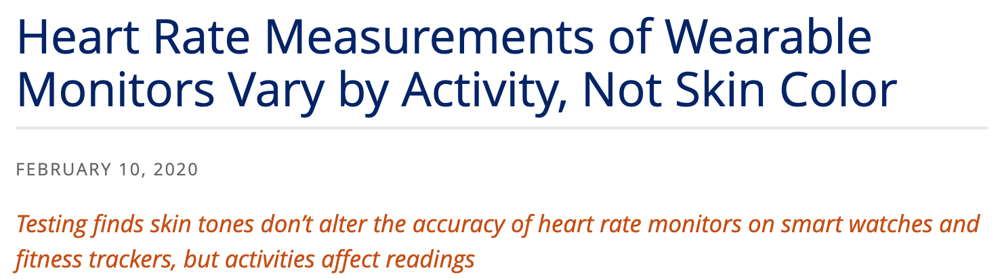 Heart Rate Measurements of Wearable
Monitors Vary by Activity, Not Skin Color
FEBRUARY 10, 2020
Testing finds skin tones don’t alter the accuracy of heart rate monitors on smart watches and
fitness trackers, but activities affect readings